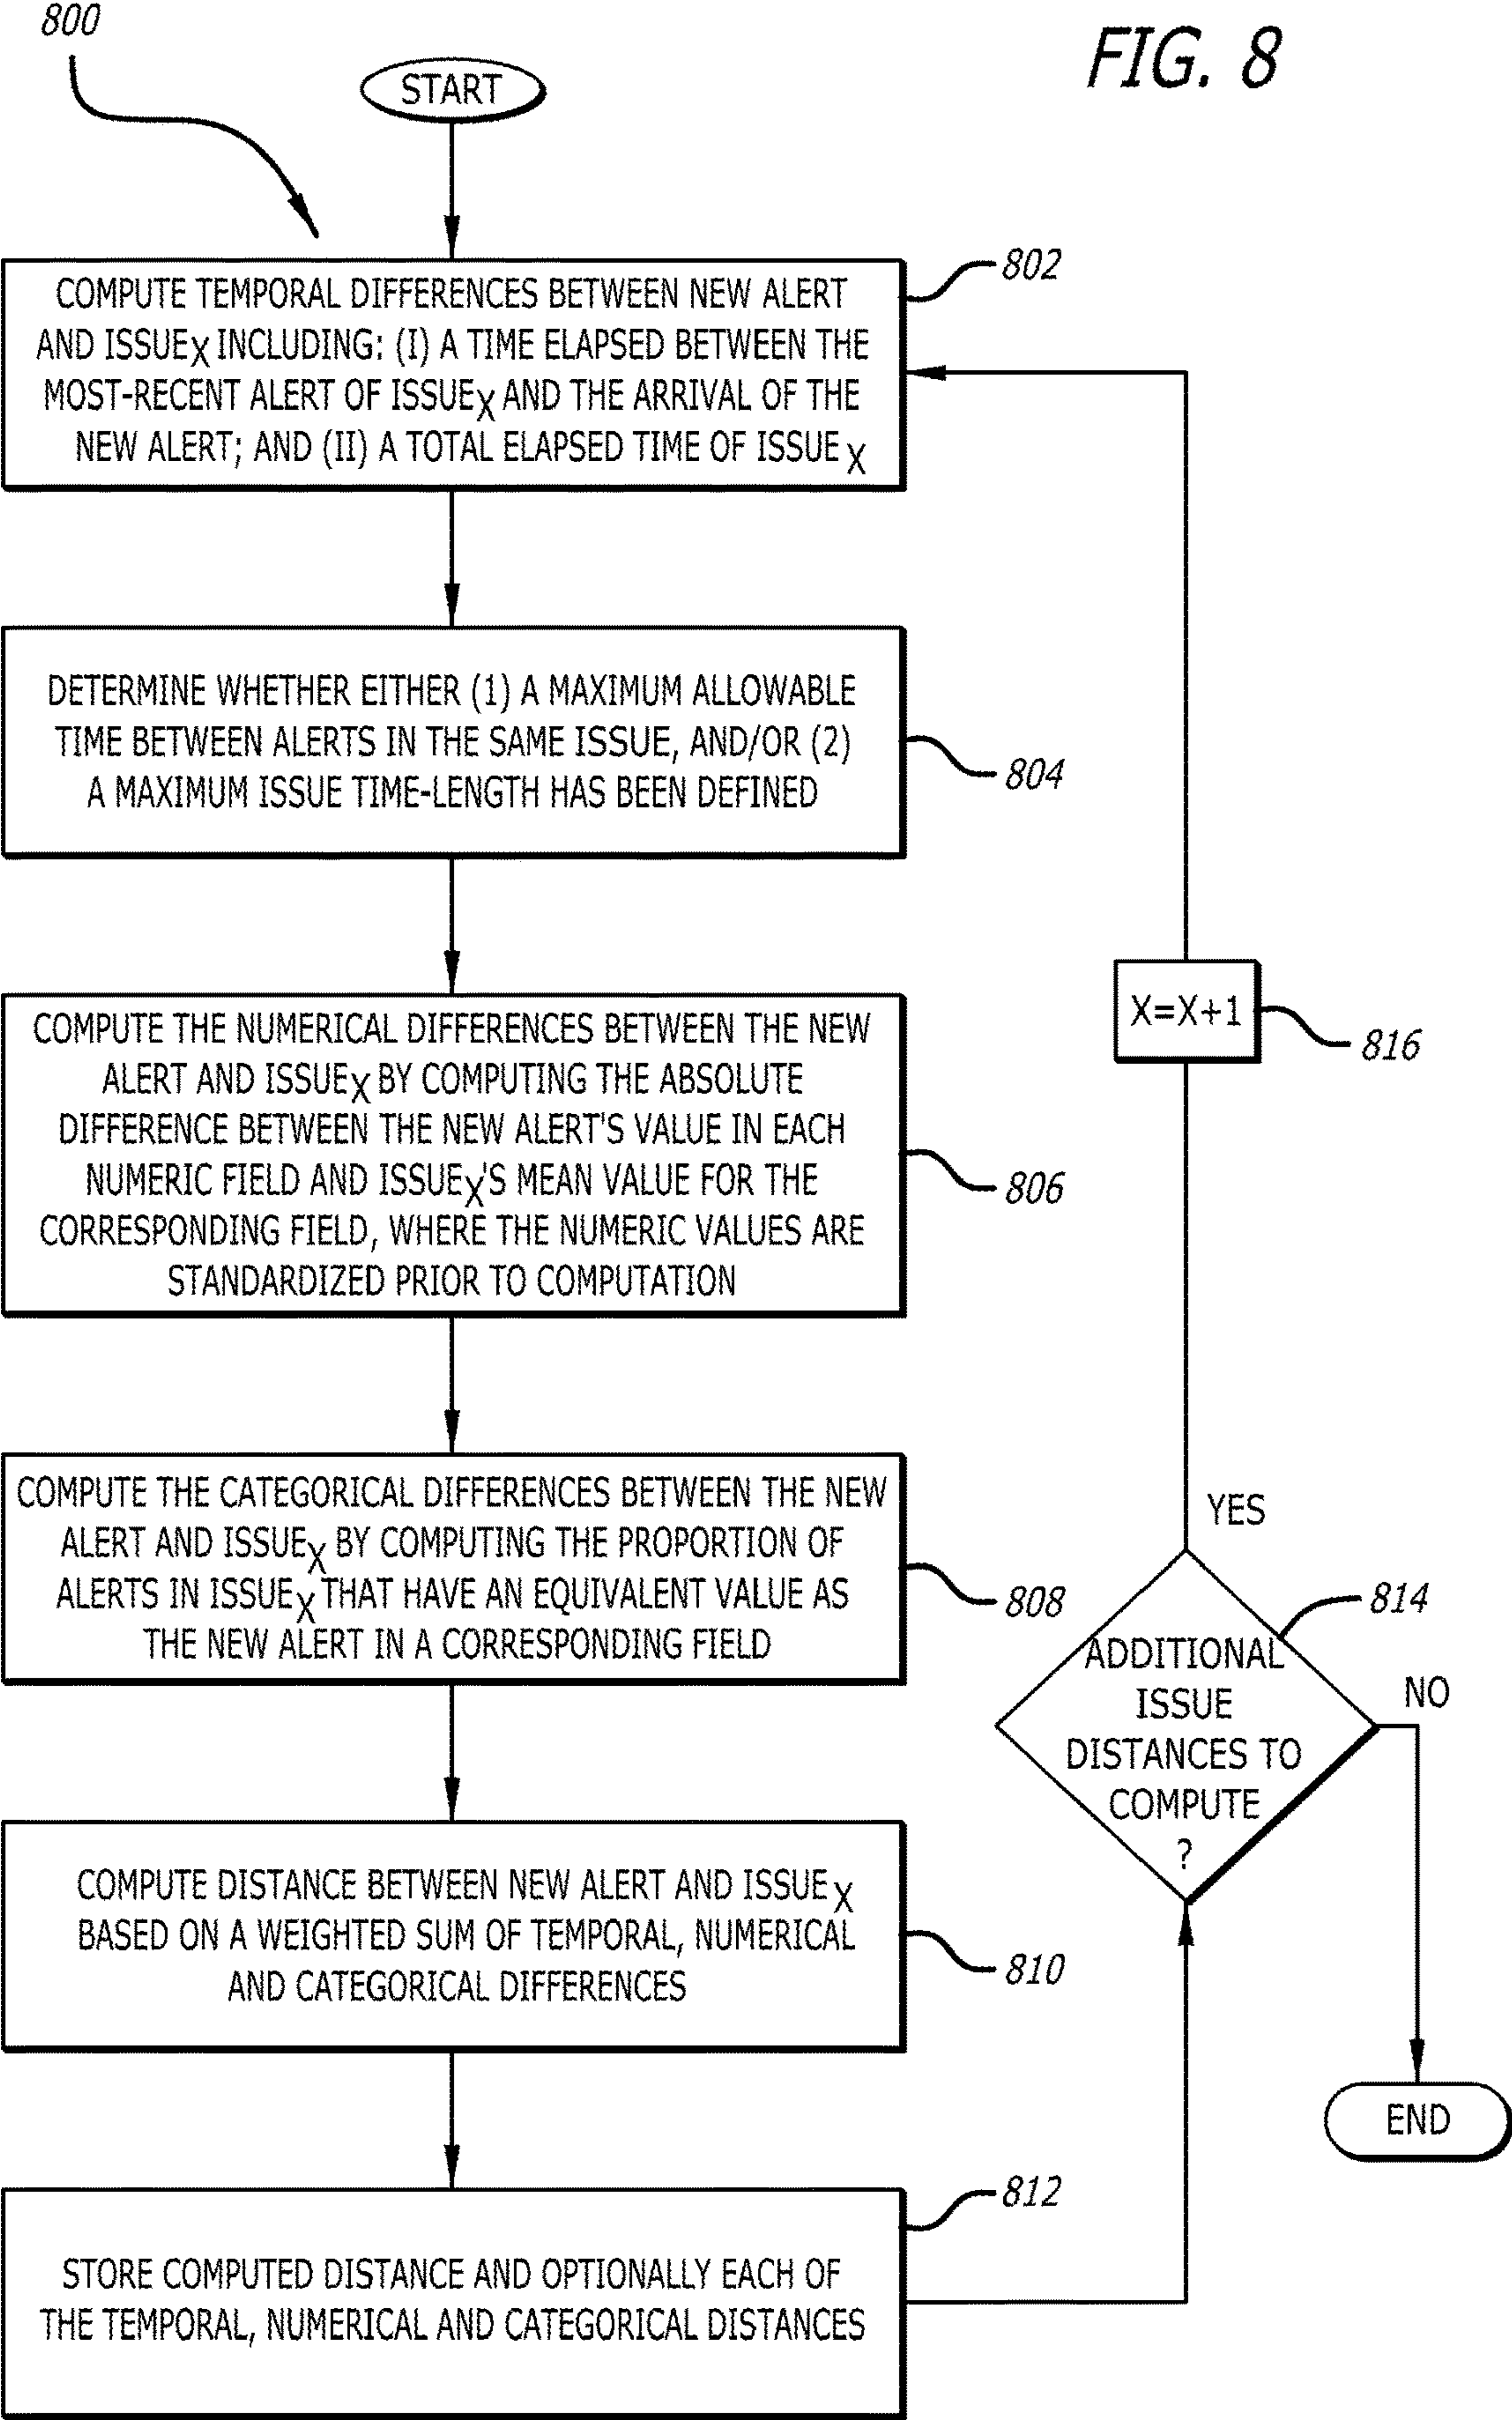 800
FIG. 8
START
COMPUTE TEMPORAL DIFFERENCES BETWEEN NEW ALERT
AND ISSUEX INCLUDING: (I) A TIME ELAPSED BETWEEN THE
MOST-RECENT ALERT OF ISSUEX AND THE ARRIVAL OF THE
NEW ALERT; AND (II) A TOTAL ELAPSED TIME OF ISSUE X
802
DETERMINE WHETHER EITHER (1) A MAXIMUM ALLOWABLE
TIME BETWEEN ALERTS IN THE SAME ISSUE, AND/OR (2)
A MAXIMUM ISSUE TIME-LENGTH HAS BEEN DEFINED
804
COMPUTE THE NUMERICAL DIFFERENCES BETWEEN THE NEW
ALERT AND ISSUEX BY COMPUTING THE ABSOLUTE
DIFFERENCE BETWEEN THE NEW ALERT'S VALUE IN EACH
NUMERIC FIELD AND ISSUEX'S MEAN VALUE FOR THE
CORRESPONDING FIELD, WHERE THE NUMERIC VALUES ARE
STANDARDIZED PRIOR TO COMPUTATION
806
COMPUTE THE CATEGORICAL DIFFERENCES BETWEEN THE NEW
ALERT AND ISSUEX BY COMPUTING THE PROPORTION OF
ALERTS IN ISSUEX THAT HAVE AN EQUIVALENT VALUE AS
THE NEW ALERT IN A CORRESPONDING FIELD
808
COMPUTE DISTANCE BETWEEN NEW ALERT AND ISSUE X
BASED ON A WEIGHTED SUM OF TEMPORAL, NUMERICAL
AND CATEGORICAL DIFFERENCES
810
STORE COMPUTED DISTANCE AND OPTIONALLY EACH OF
THE TEMPORAL, NUMERICAL AND CATEGORICAL DISTANCES
812
ADDITIONAL
ISSUE
DISTANCES TO
COMPUTE
?
814
YES
NO
X=X+1
816
END